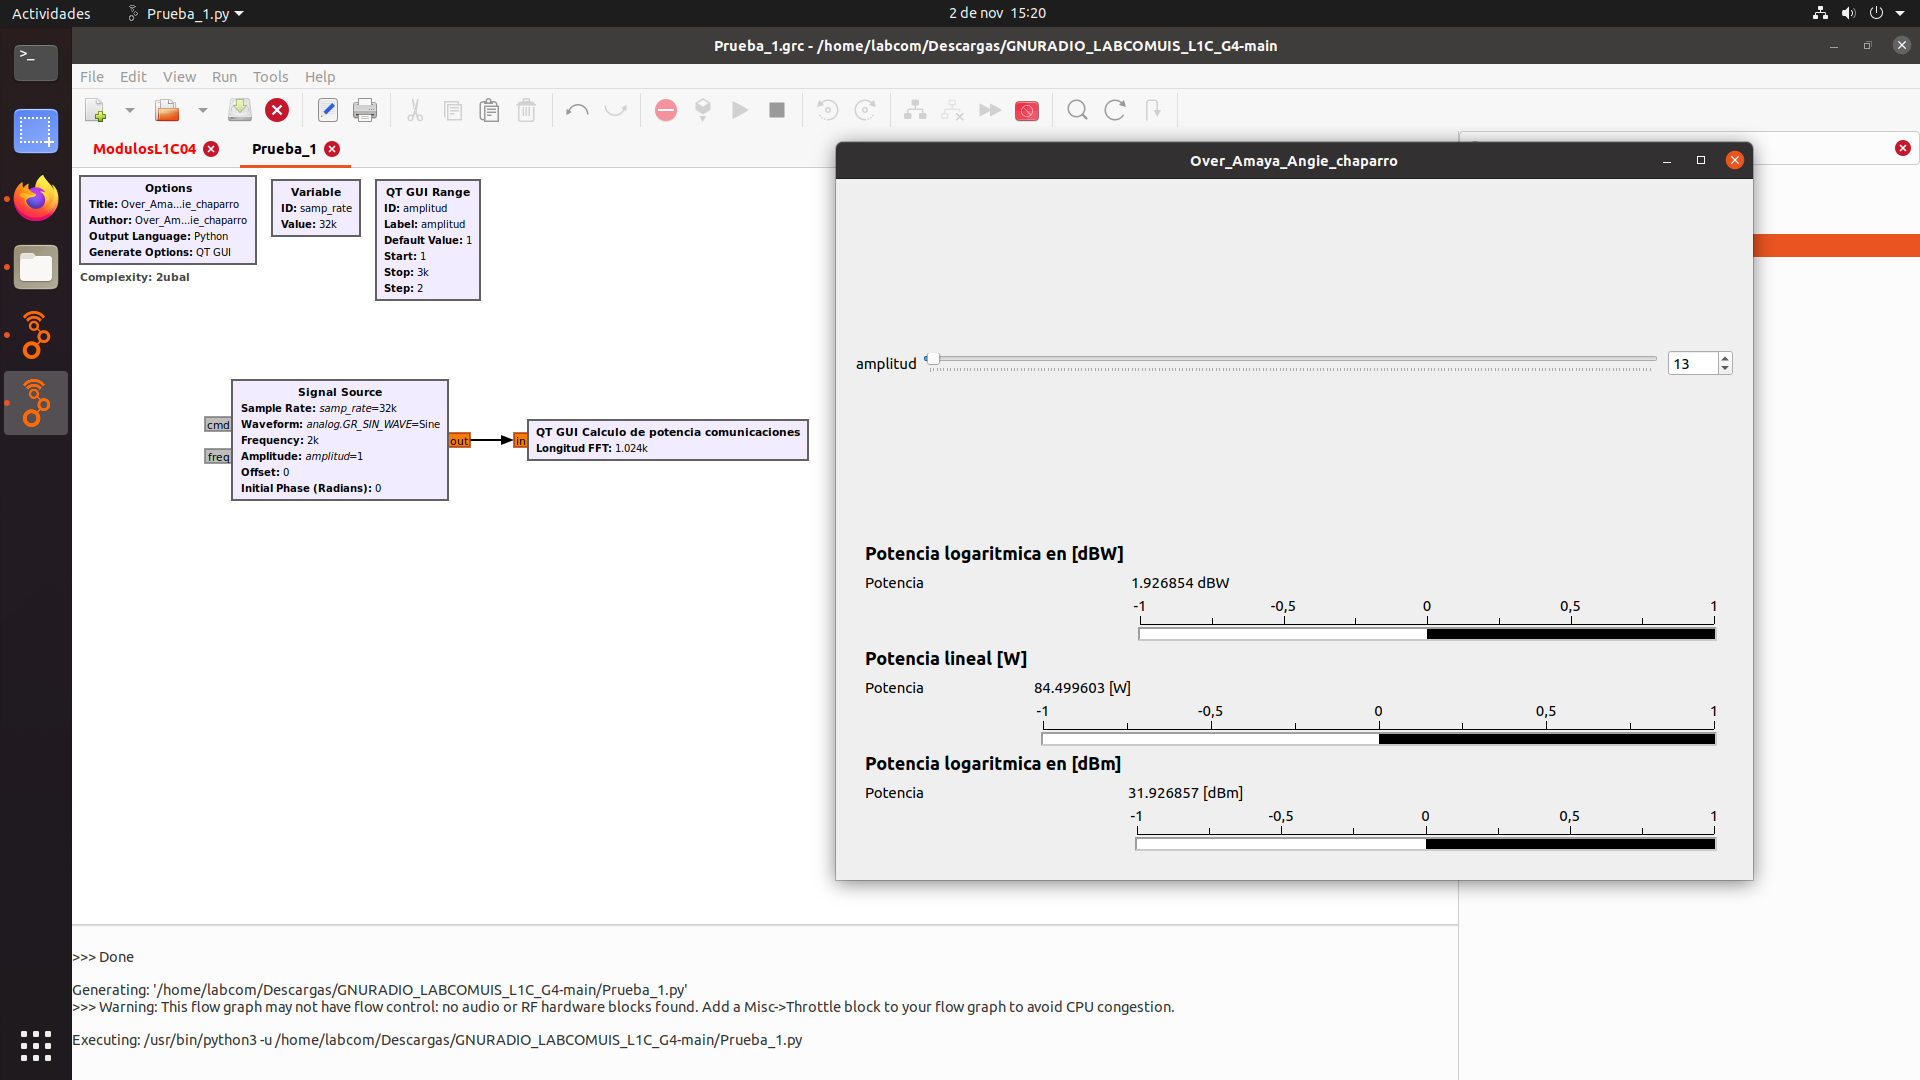 Actividades
Prueba_1.py
2 de nov 15:20
Prueba_1.grc - /home/labcom/Descargas/GNURADIO_LABCOMUIS_L1C_G4-main
File Edit View Run Tools Help
ModulosL1C04
Prueba_1
Options
Title: Over_Ama...ie_chaparro
Author: Over_Am...ie_chaparro
Output Language: Python
Generate Options: QT GUI
Complexity: 2ubal
Variable
ID: samp_rate
Value: 32k
QT GUI Range
ID: amplitud
Label: amplitud
Default Value: 1
Start: 1
Stop: 3k
Step: 2
Signal Source
Sample Rate: samp_rate=32k
Waveform: analog.GR_SIN_WAVE=Sine
Frequency: 2k
Amplitude: amplitud=1
Offset: 0
Initial Phase (Radians): 0
cmd
freq
out
in
QT GUI Calculo de potencia comunicaciones
Longitud FFT: 1.024k
Over_Amaya_Angie_chaparro
amplitud
13
Potencia logaritmica en [dBW]
Potencia 1.926854 dBW
-1 -0,5 0 0,5 1
Potencia lineal [W]
Potencia 84.499603 [W]
-1 -0,5 0 0,5 1
Potencia logaritmica en [dBm]
Potencia 31.926857 [dBm]
-1 -0,5 0 0,5 1
>>> Done
Generating: '/home/labcom/Descargas/GNURADIO_LABCOMUIS_L1C_G4-main/Prueba_1.py'
>>> Warning: This flow graph may not have flow control: no audio or RF hardware blocks found. Add a Misc->Throttle block to your flow graph to avoid CPU congestion.
Executing: /usr/bin/python3 -u /home/labcom/Descargas/GNURADIO_LABCOMUIS_L1C_G4-main/Prueba_1.py